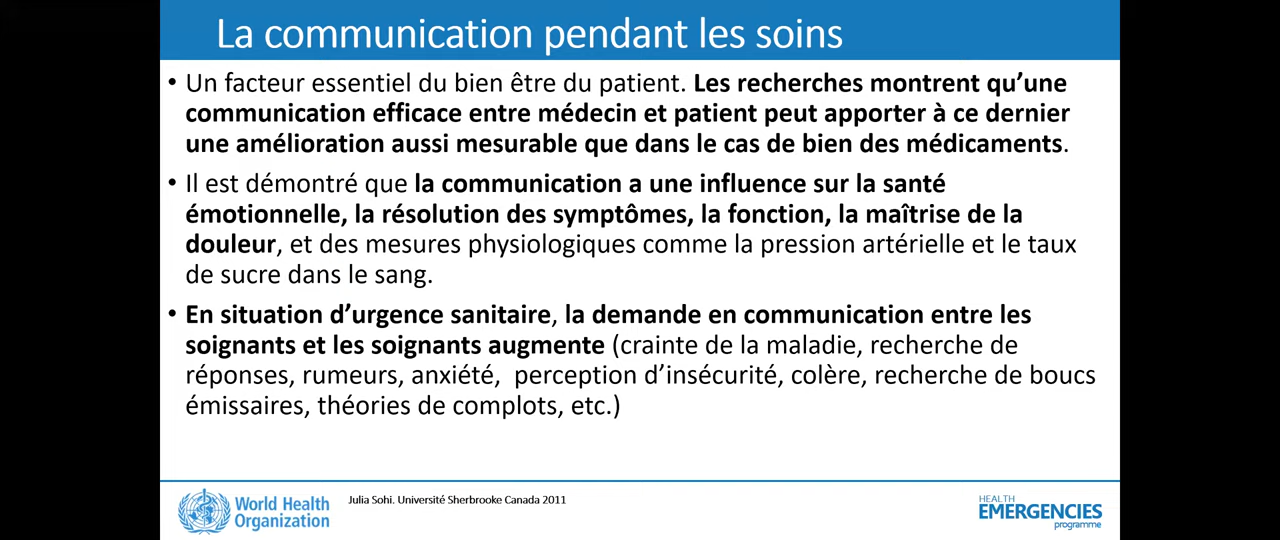 La communication pendant les soins
• Un facteur essentiel du bien être du patient. Les recherches montrent qu’une
communication efficace entre médecin et patient peut apporter à ce dernier
une amélioration aussi mesurable que dans le cas de bien des médicaments.
• Il est démontré que la communication a une influence sur la santé
émotionnelle, la résolution des symptômes, la fonction, la maîtrise de la
douleur, et des mesures physiologiques comme la pression artérielle et le taux
de sucre dans le sang.
• En situation d’urgence sanitaire, la demande en communication entre les
soignants et les soignants augmente (crainte de la maladie, recherche de
réponses, rumeurs, anxiété, perception d’insécurité, colère, recherche de boucs
émissaires, théories de complots, etc.)
World Health
Organization
Julia Sohi. Université Sherbrooke Canada 2011
HEALTH
EMERGENCIES
programme